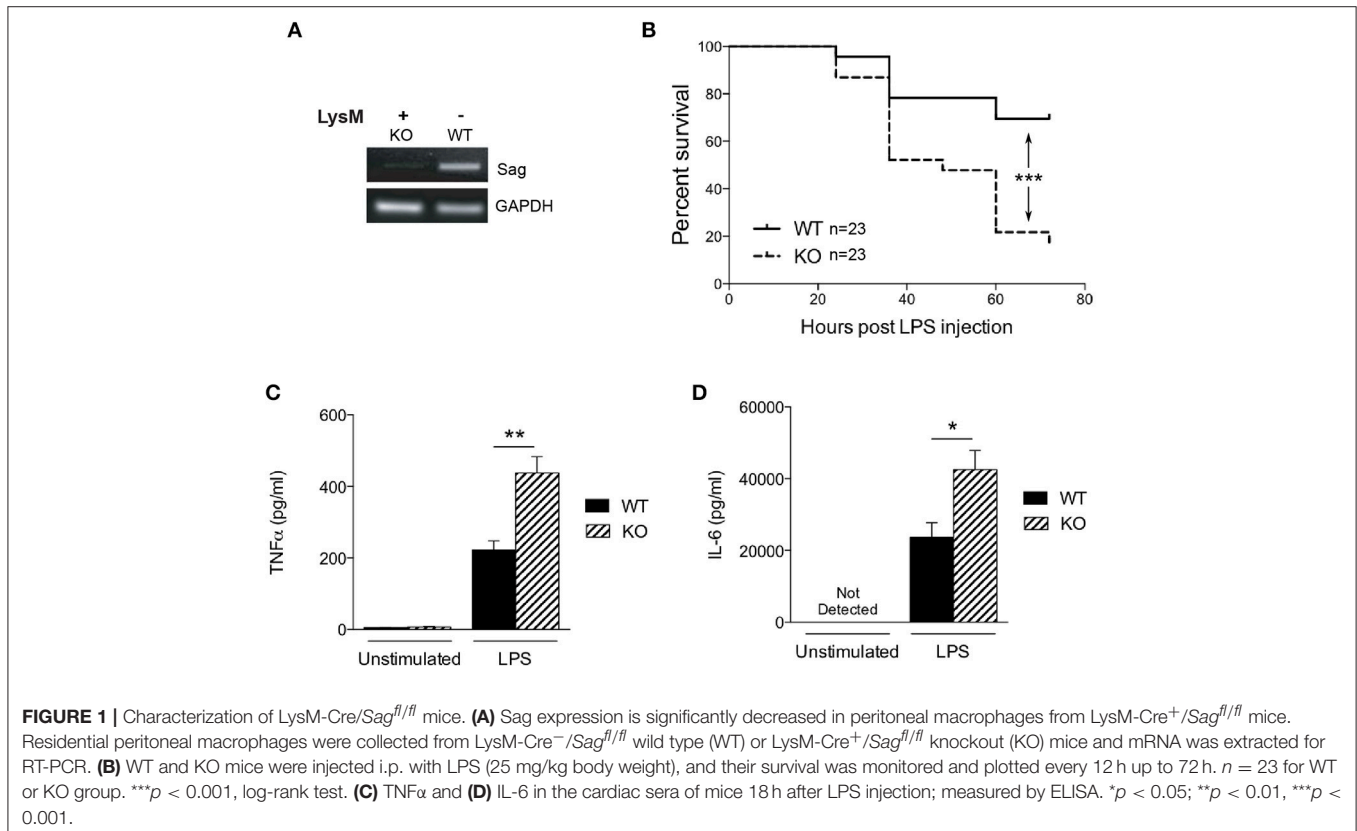 A
LysM + -
KO WT
Sag
GAPDH
B
Percent survival
100
80
60
40
20
0
0 20 40 60 80
Hours post LPS injection
WT n=23
KO n=23
***
C
TNFα (pg/ml)
600
400
200
0
**
WT
KO
Unstimulated LPS
D
IL-6 (pg/ml)
60000
40000
20000
0
*
Not
Detected
WT
KO
Unstimulated LPS
FIGURE 1 | Characterization of LysM-Cre/Sag^fl/fl mice. (A) Sag expression is significantly decreased in peritoneal macrophages from LysM-Cre⁺/Sag^fl/fl mice.
Residential peritoneal macrophages were collected from LysM-Cre⁻/Sag^fl/fl wild type (WT) or LysM-Cre⁺/Sag^fl/fl knockout (KO) mice and mRNA was extracted for
RT-PCR. (B) WT and KO mice were injected i.p. with LPS (25 mg/kg body weight), and their survival was monitored and plotted every 12 h up to 72 h. n = 23 for WT
or KO group. ***p < 0.001, log-rank test. (C) TNFα and (D) IL-6 in the cardiac sera of mice 18 h after LPS injection; measured by ELISA. *p < 0.05; **p < 0.01, ***p <
0.001.